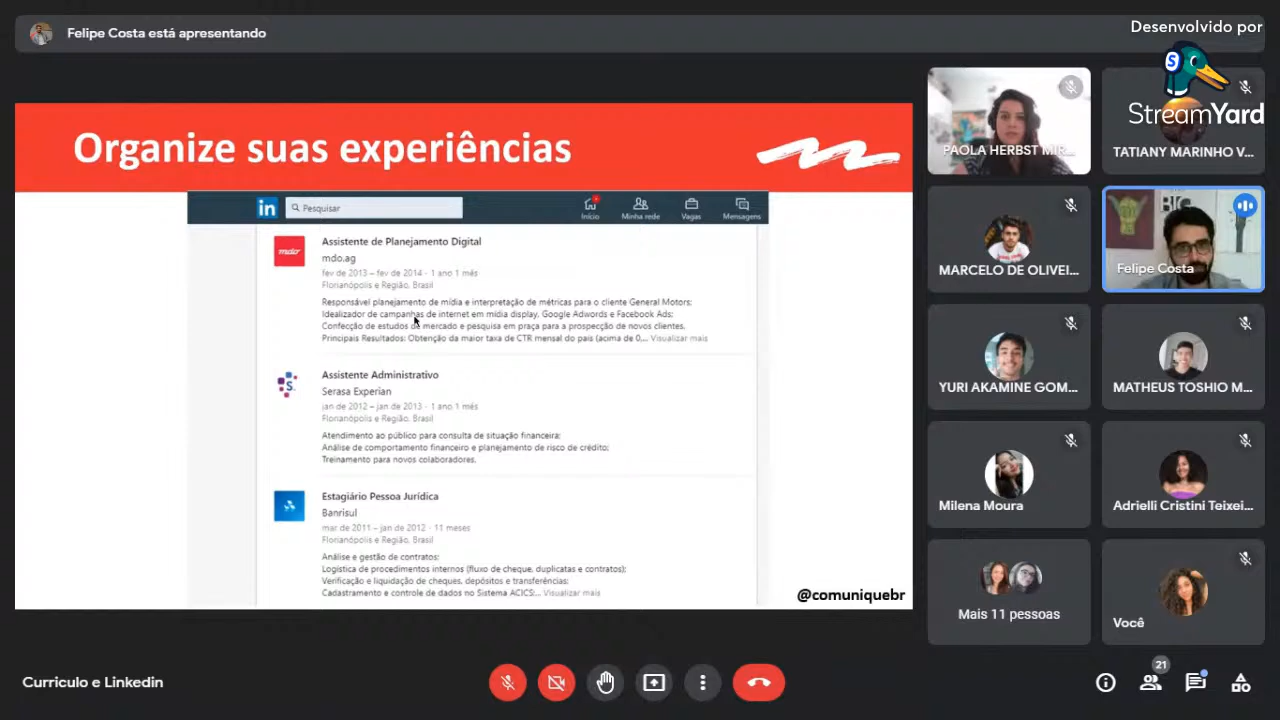 Felipe Costa está apresentando
Desenvolvido por
StreamYard
Organize suas experiências
in
Pesquisar
Início
Minha rede
Vagas
Mensagens
mdo
Assistente de Planejamento Digital
mdo.ag
fev de 2013 – fev de 2014 · 1 ano 1 mês
Florianópolis e Região, Brasil
Responsável planejamento de mídia e interpretação de métricas para o cliente General Motors;
Idealizador de campanhas de internet em mídia display, Google Adwords e Facebook Ads;
Confecção de estudos de mercado e pesquisa em praça para a prospecção de novos clientes.
Principais Resultados: Obtenção da maior taxa de CTR mensal do país (acima de 0,... Visualizar mais
Assistente Administrativo
Serasa Experian
jan de 2012 – jan de 2013 · 1 ano 1 mês
Florianópolis e Região, Brasil
Atendimento ao público para consulta de situação financeira;
Análise de comportamento financeiro e planejamento de risco de crédito;
Treinamento para novos colaboradores.
Estagiário Pessoa Jurídica
Banrisul
mar de 2011 – jan de 2012 · 11 meses
Florianópolis e Região, Brasil
Análise e gestão de contratos;
Logística de procedimentos internos (fluxo de cheque, duplicatas e contratos);
Verificação e liquidação de cheques, depósitos e transferências;
Cadastramento e controle de dados no Sistema ACICS;... Visualizar mais
@comuniquebr
PAOLA HERBST MIR...
TATIANY MARINHO V...
MARCELO DE OLIVEI...
Felipe Costa
YURI AKAMINE GOM...
MATHEUS TOSHIO M...
Milena Moura
Adrielli Cristini Teixei...
Mais 11 pessoas
Você
Curriculo e Linkedin
21